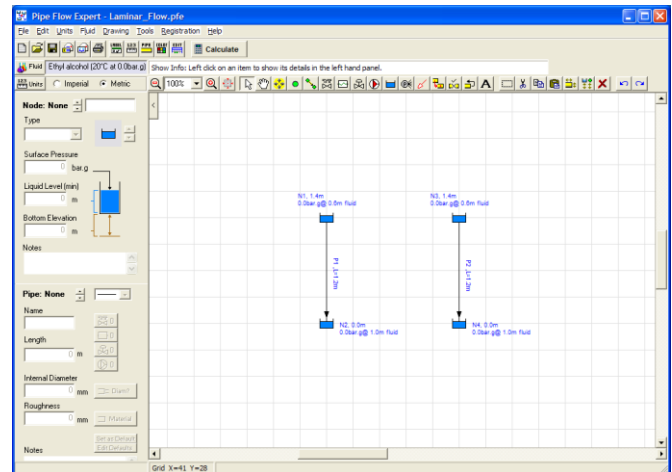 Pipe Flow Expert - Laminar_Flow.pfe
File Edit Units Fluid Drawing Tools Registration Help
Calculate
Fluid Ethyl alcohol (20°C at 0.0bar.g) Show Info: Left click on an item to show its details in the left hand panel.
Units Imperial Metric 100%
Node: None
Type
Surface Pressure
0 bar.g
Liquid Level (min)
0 m
Bottom Elevation
0 m
Notes
Pipe: None
Name
Length
0 m
Internal Diameter
0 mm
Roughness
0 mm Material
Set as Default
Edit Defaults
Notes
N1, 1.4m
0.0bar.g@ 0.6m fluid
N3, 1.4m
0.0bar.g@ 0.6m fluid
P1, L=1.2m
P2, L=1.2m
N2, 0.0m
0.0bar.g@ 1.0m fluid
N4, 0.0m
0.0bar.g@ 1.0m fluid
Grid X=41 Y=28